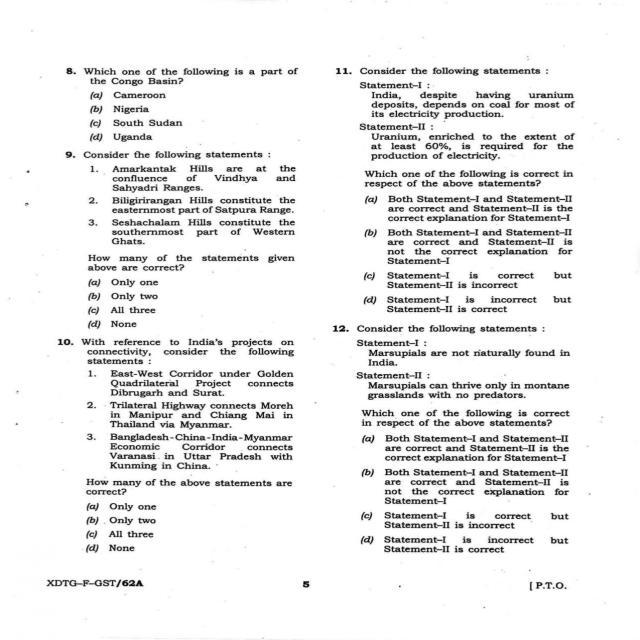 8. Which one of the following is a part of
the Congo Basin?
(a) Cameroon
(b) Nigeria
(c) South Sudan
(d) Uganda
9. Consider the following statements :
1. Amarkantak Hills are at the
confluence of Vindhya and
Sahyadri Ranges.
2. Biligirirangan Hills constitute the
easternmost part of Satpura Range.
3. Seshachalam Hills constitute the
southernmost part of Western
Ghats.
How many of the statements given
above are correct?
(a) Only one
(b) Only two
(c) All three
(d) None
10. With reference to India's projects on
connectivity, consider the following
statements :
1. East-West Corridor under Golden
Quadrilateral Project connects
Dibrugarh and Surat.
2. Trilateral Highway connects Moreh
in Manipur and Chiang Mai in
Thailand via Myanmar.
3. Bangladesh-China-India-Myanmar
Economic Corridor connects
Varanasi in Uttar Pradesh with
Kunming in China.
How many of the above statements are
correct?
(a) Only one
(b) Only two
(c) All three
(d) None
11. Consider the following statements :
Statement–I :
India, despite having uranium
deposits, depends on coal for most of
its electricity production.
Statement–II :
Uranium, enriched to the extent of
at least 60%, is required for the
production of electricity.
Which one of the following is correct in
respect of the above statements?
(a) Both Statement–I and Statement–II
are correct and Statement–II is the
correct explanation for Statement–I
(b) Both Statement–I and Statement–II
are correct and Statement–II is
not the correct explanation for
Statement–I
(c) Statement–I is correct but
Statement–II is incorrect
(d) Statement–I is incorrect but
Statement–II is correct
12. Consider the following statements :
Statement–I :
Marsupials are not naturally found in
India.
Statement–II :
Marsupials can thrive only in montane
grasslands with no predators.
Which one of the following is correct
in respect of the above statements?
(a) Both Statement–I and Statement–II
are correct and Statement–II is the
correct explanation for Statement–I
(b) Both Statement–I and Statement–II
are correct and Statement–II is
not the correct explanation for
Statement–I
(c) Statement–I is correct but
Statement–II is incorrect
(d) Statement–I is incorrect but
Statement–II is correct
XDTG–F–GST/62A 5 [ P.T.O.